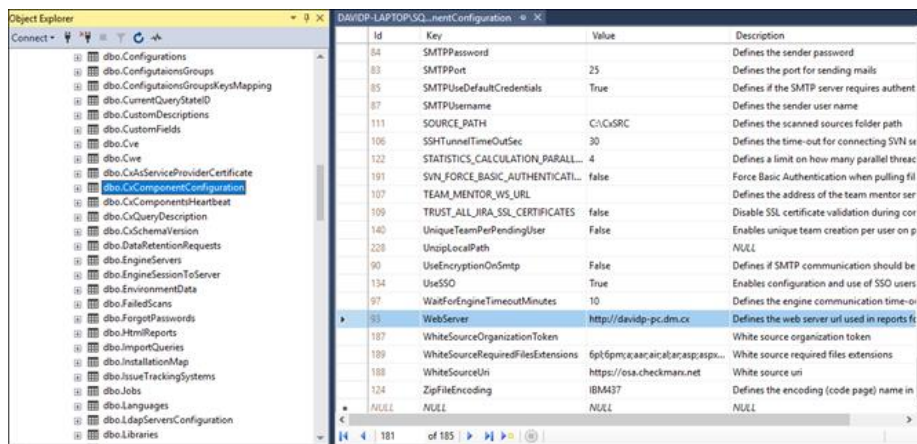 Object Explorer
Connect
dbo.Configurations
dbo.ConfigutaionsGroups
dbo.ConfigutaionsGroupsKeysMapping
dbo.CurrentQueryStateID
dbo.CustomDescriptions
dbo.CustomFields
dbo.Cve
dbo.Cwe
dbo.CxAsServiceProviderCertificate
dbo.CxComponentConfiguration
dbo.CxComponentsHeartbeat
dbo.CxQueryDescription
dbo.CxSchemaVersion
dbo.DataRetentionRequests
dbo.EngineServers
dbo.EngineSessionToServer
dbo.EnvironmentData
dbo.FailedScans
dbo.ForgotPasswords
dbo.HtmlReports
dbo.ImportQueries
dbo.InstallationMap
dbo.IssueTrackingSystems
dbo.Jobs
dbo.Languages
dbo.LdapServersConfiguration
dbo.Libraries
DAVIDP-LAPTOP\SQ...nentConfiguration
Id Key Value Description
84 SMTPPassword Defines the sender password
83 SMTPPort 25 Defines the port for sending mails
85 SMTPUseDefaultCredentials True Defines if the SMTP server requires authent
87 SMTPUsername Defines the sender user name
111 SOURCE_PATH C:\CxSRC Defines the scanned sources folder path
106 SSHTunnelTimeOutSec 30 Defines the time-out for connecting SVN se
122 STATISTICS_CALCULATION_PARALL... 4 Defines a limit on how many parallel threac
191 SVN_FORCE_BASIC_AUTHENTICATI... false Force Basic Authentication when pulling fil
107 TEAM_MENTOR_WS_URL Defines the address of the team mentor ser
109 TRUST_ALL_JIRA_SSL_CERTIFICATES false Disable SSL certificate validation during cor
140 UniqueTeamPerPendingUser False Enables unique team creation per user on p
228 UnzipLocalPath NULL
90 UseEncryptionOnSmtp False Defines if SMTP communication should be
134 UseSSO True Enables configuration and use of SSO users
97 WaitForEngineTimeoutMinutes 10 Defines the engine communication time-o
93 WebServer http://davidp-pc.dm.cx Defines the web server url used in reports fo
187 WhiteSourceOrganizationToken White source organization token
189 WhiteSourceRequiredFilesExtensions White source required files extensions
188 WhiteSourceUri https://osa.checkmarx.net White source uri
124 ZipFileEncoding IBM437 Defines the encoding (code page) name in
NULL NULL NULL NULL
181 of 185